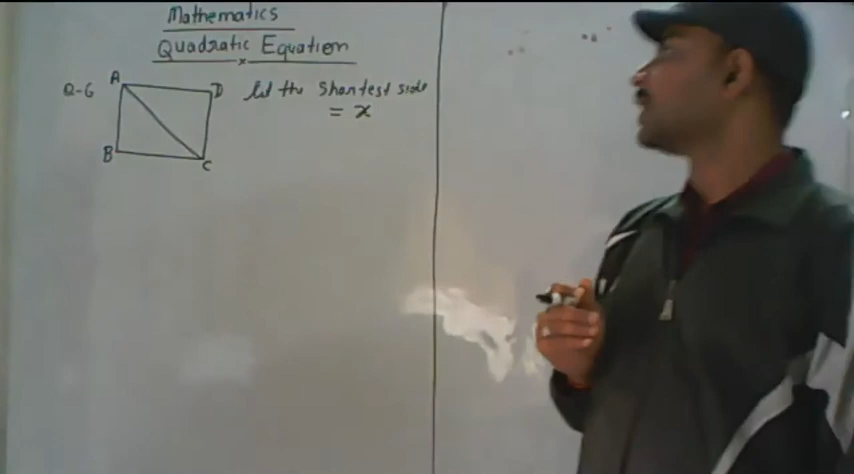 Mathematics
Quadratic Equation
x
Q-6 A D let the Shortest side
= x
B C